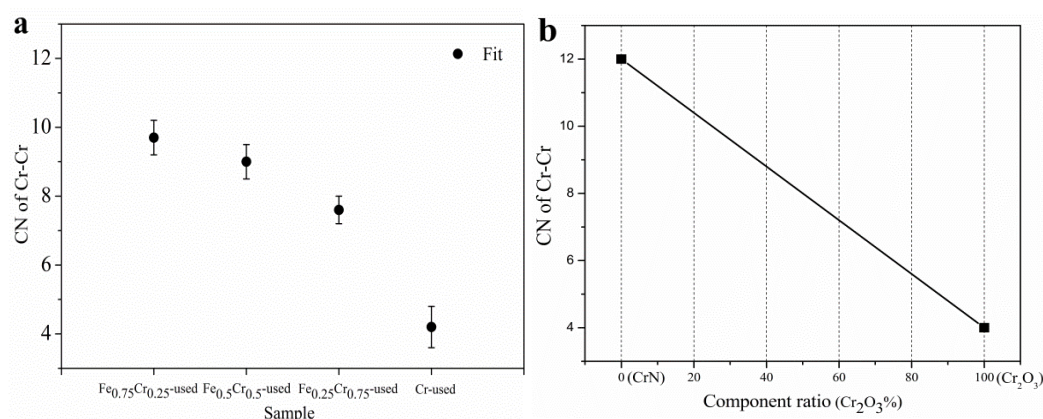 a
12
10
8
6
4
CN of Cr-Cr
Fit
Fe0.75Cr0.25-used Fe0.5Cr0.5-used Fe0.25Cr0.75-used Cr-used
Sample
b
12
10
8
6
4
CN of Cr-Cr
0 (CrN) 20 40 60 80 100 (Cr2O3)
Component ratio (Cr2O3%)